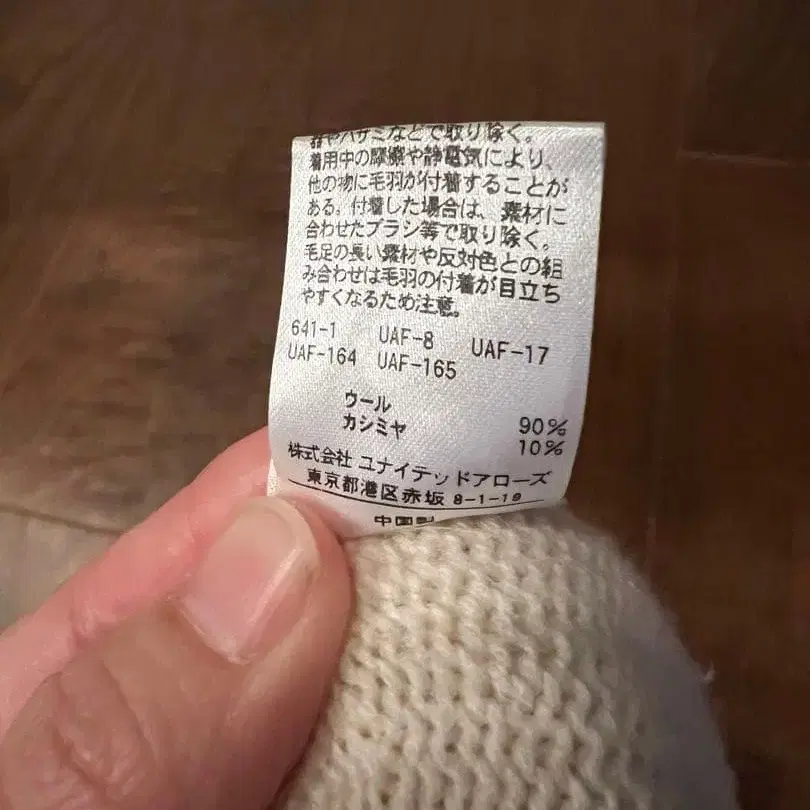 器やハサミなどで取り除く。
着用中の摩擦や静電気により、
他の物に毛羽が付着することが
ある。付着した場合は、素材に
合わせたブラシ等で取り除く。
毛足の長い素材や反対色との組
み合わせは毛羽の付着が目立ち
やすくなるため注意。
641-1 UAF-8 UAF-17
UAF-164 UAF-165
ウール 90%
カシミヤ 10%
株式会社 ユナイテッドアローズ
東京都港区赤坂 8-1-19
中国製